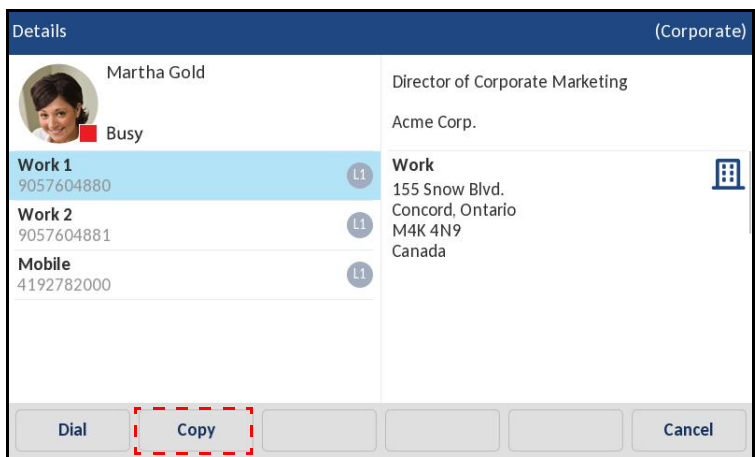 Details
(Corporate)
Martha Gold
Busy
Work 1
9057604880
L1
Work 2
9057604881
L1
Mobile
4192782000
L1
Director of Corporate Marketing
Acme Corp.
Work
155 Snow Blvd.
Concord, Ontario
M4K 4N9
Canada
Dial
Copy
Cancel